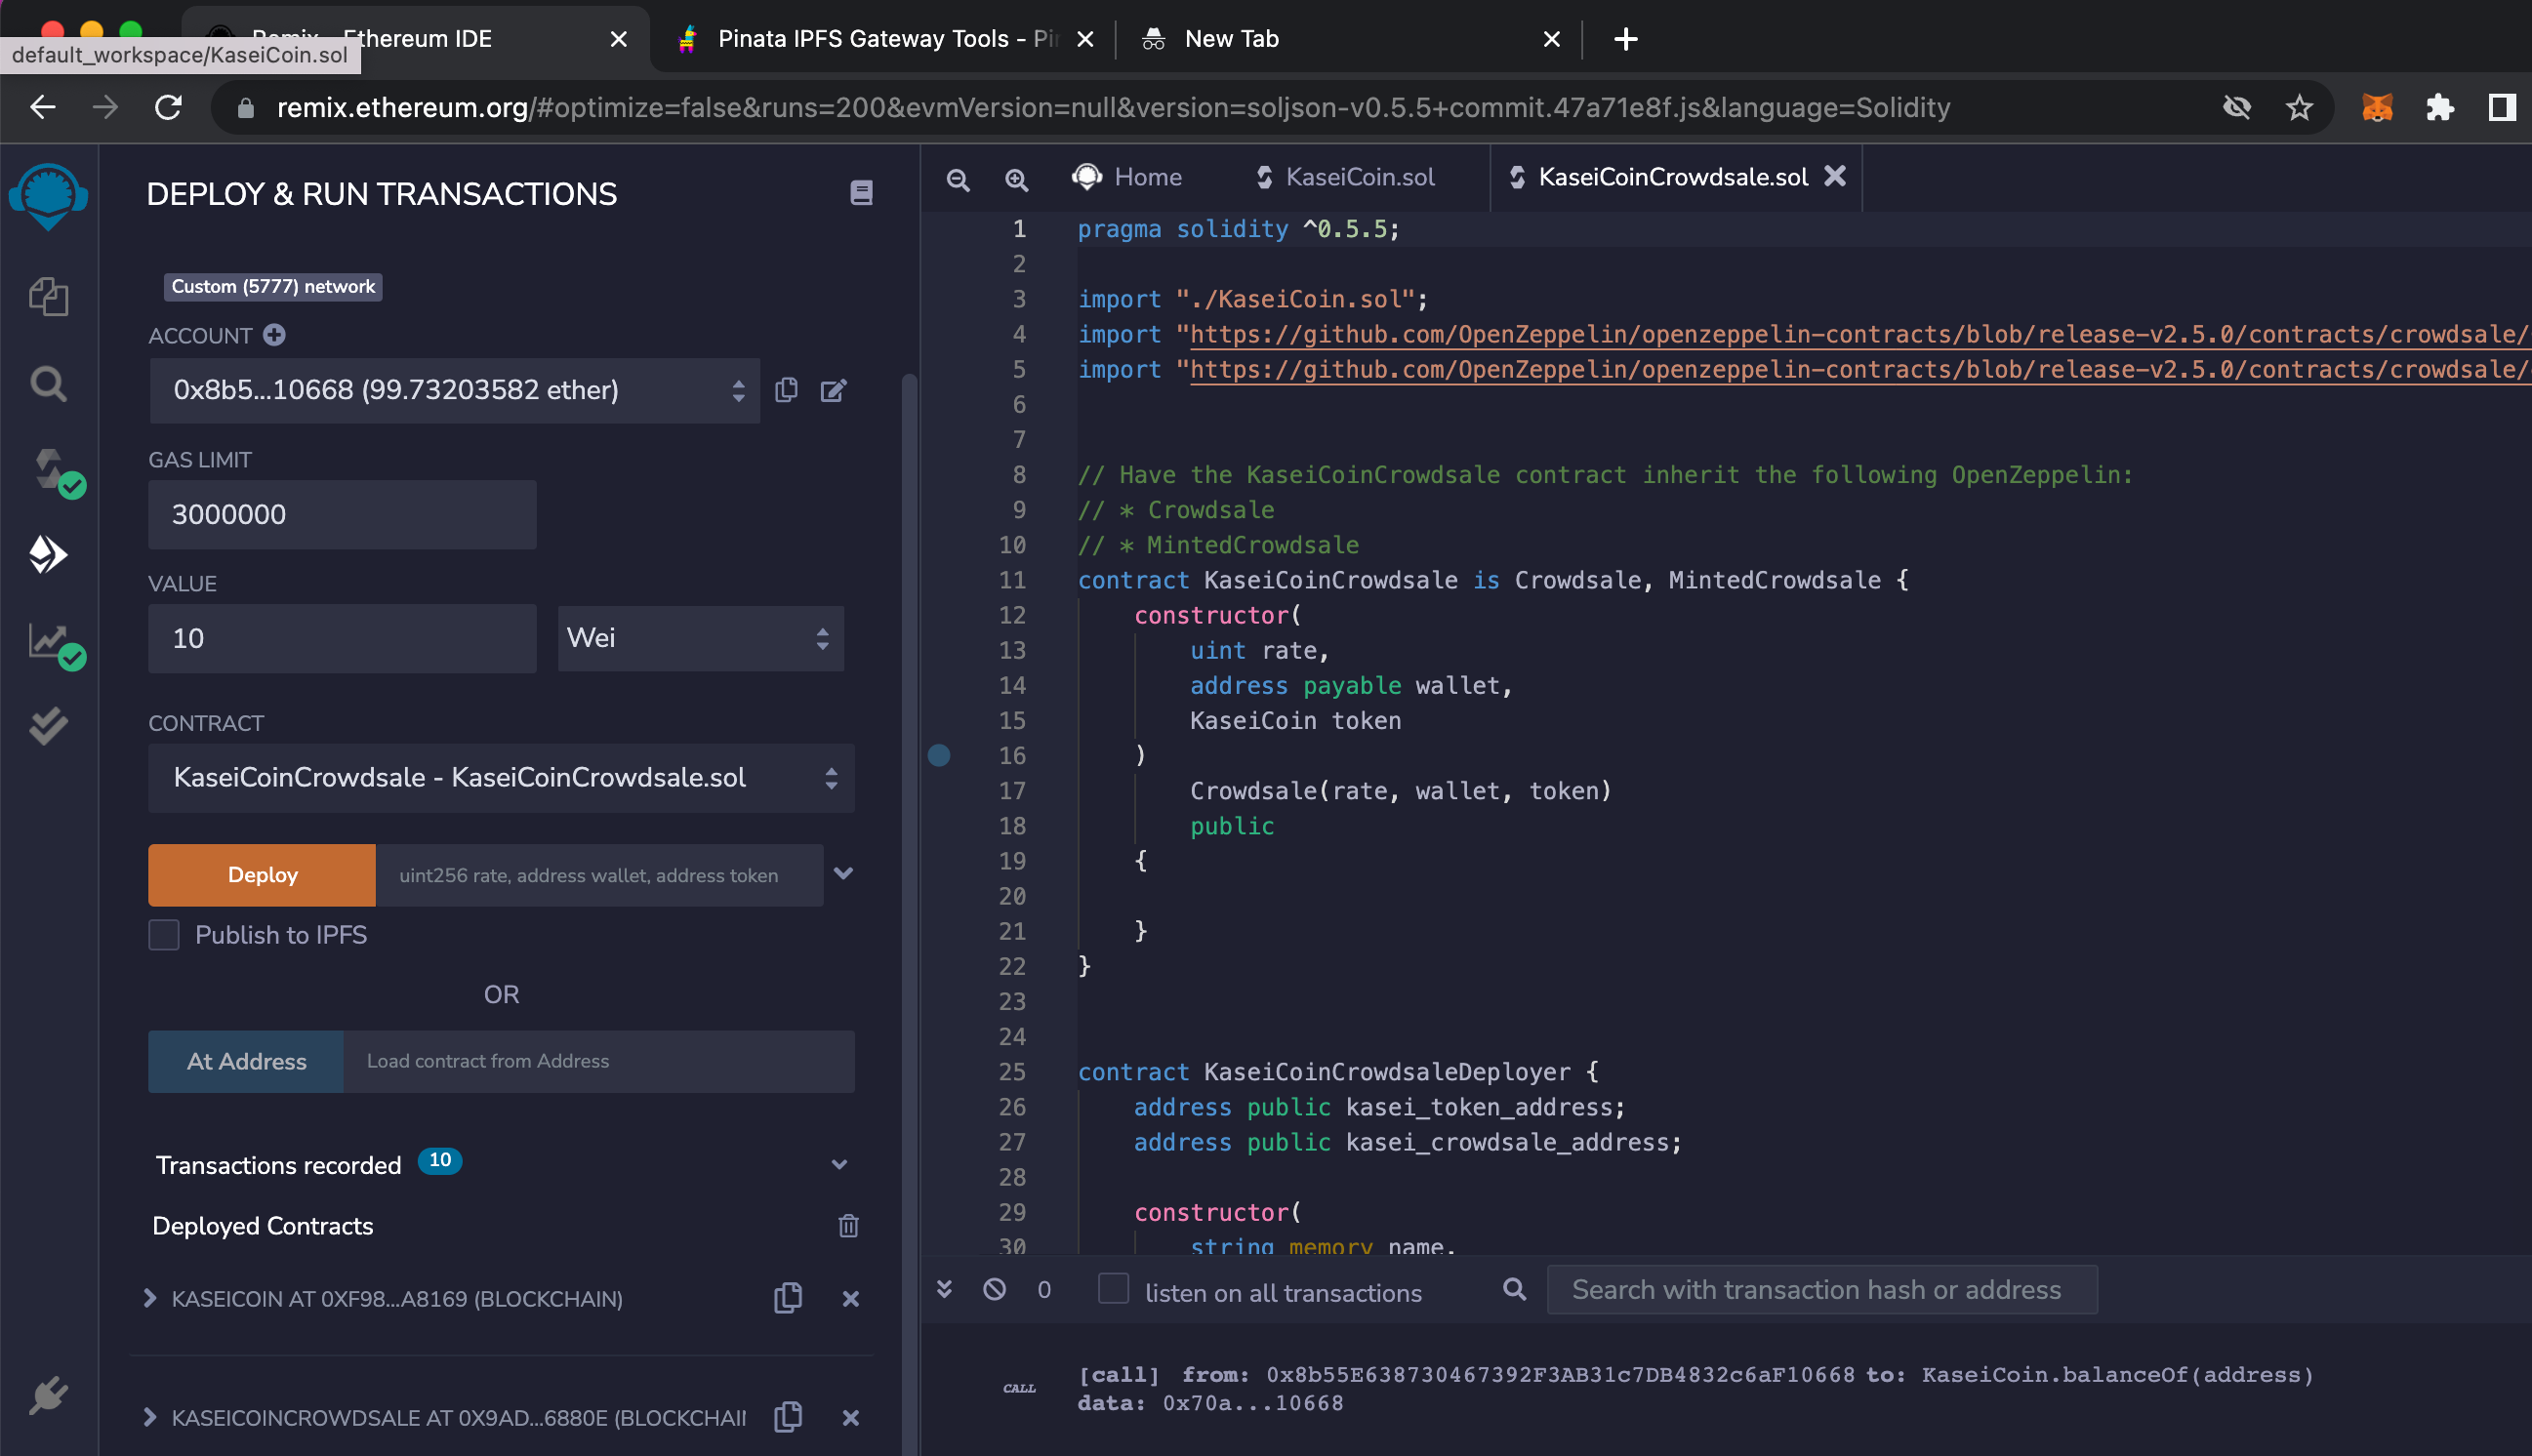 Remix - Ethereum IDE
Pinata IPFS Gateway Tools - Pi
New Tab
default_workspace/KaseiCoin.sol
remix.ethereum.org/#optimize=false&runs=200&evmVersion=null&version=soljson-v0.5.5+commit.47a71e8f.js&language=Solidity
DEPLOY & RUN TRANSACTIONS
Custom (5777) network
ACCOUNT
0x8b5...10668 (99.73203582 ether)
GAS LIMIT
3000000
VALUE
10
Wei
CONTRACT
KaseiCoinCrowdsale - KaseiCoinCrowdsale.sol
Deploy
uint256 rate, address wallet, address token
Publish to IPFS
OR
At Address
Load contract from Address
Transactions recorded 10
Deployed Contracts
KASEICOIN AT 0XF98...A8169 (BLOCKCHAIN)
KASEICOINCROWDSALE AT 0X9AD...6880E (BLOCKCHAIN
Home
KaseiCoin.sol
KaseiCoinCrowdsale.sol
1 pragma solidity ^0.5.5;
2
3 import "./KaseiCoin.sol";
4 import "https://github.com/OpenZeppelin/openzeppelin-contracts/blob/release-v2.5.0/contracts/crowdsale/
5 import "https://github.com/OpenZeppelin/openzeppelin-contracts/blob/release-v2.5.0/contracts/crowdsale/
6
7
8 // Have the KaseiCoinCrowdsale contract inherit the following OpenZeppelin:
9 // * Crowdsale
10 // * MintedCrowdsale
11 contract KaseiCoinCrowdsale is Crowdsale, MintedCrowdsale {
12 constructor(
13 uint rate,
14 address payable wallet,
15 KaseiCoin token
16 )
17 Crowdsale(rate, wallet, token)
18 public
19 {
20
21 }
22 }
23
24
25 contract KaseiCoinCrowdsaleDeployer {
26 address public kasei_token_address;
27 address public kasei_crowdsale_address;
28
29 constructor(
30 string memory name,
0
listen on all transactions
Search with transaction hash or address
CALL
[call] from: 0x8b55E638730467392F3AB31c7DB4832c6aF10668 to: KaseiCoin.balanceOf(address)
data: 0x70a...10668